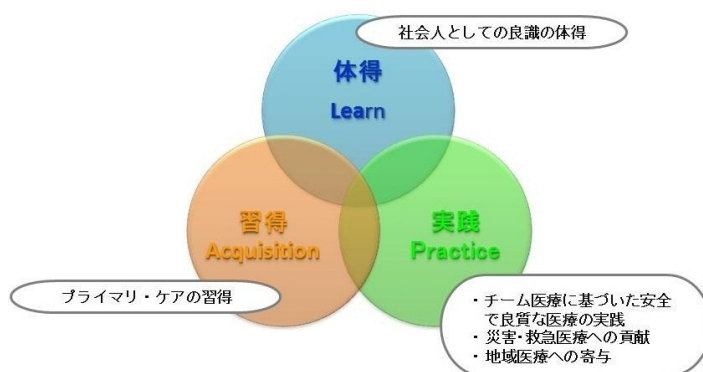 社会人としての良識の体得
体得
Learn
習得
Acquisition
実践
Practice
プライマリ・ケアの習得
・チーム医療に基づいた安全
で良質な医療の実践
・災害・救急医療への貢献
・地域医療への寄与